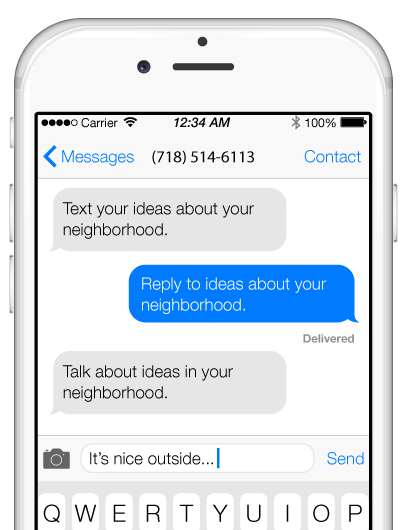 Carrier 12:34 AM 100%
Messages (718) 514-6113 Contact
Text your ideas about your
neighborhood.
Reply to ideas about your
neighborhood.
Delivered
Talk about ideas in your
neighborhood.
It's nice outside... Send
Q W E R T Y U I O P